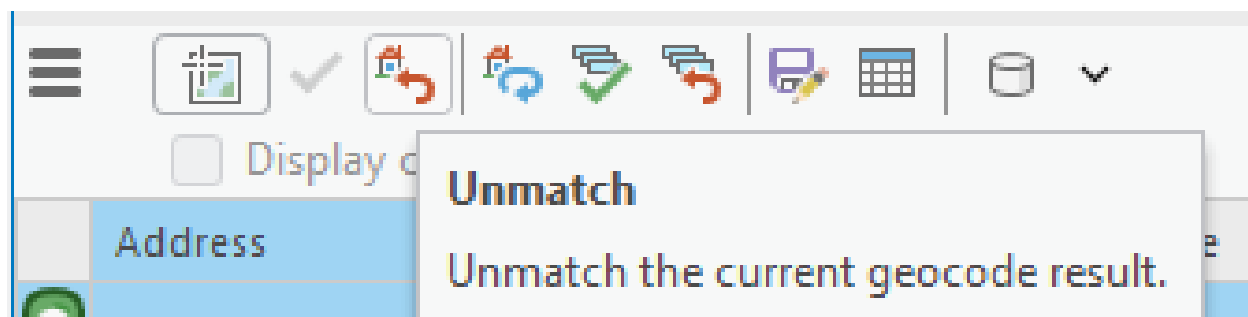 Display
Unmatch
Address
Unmatch the current geocode result.